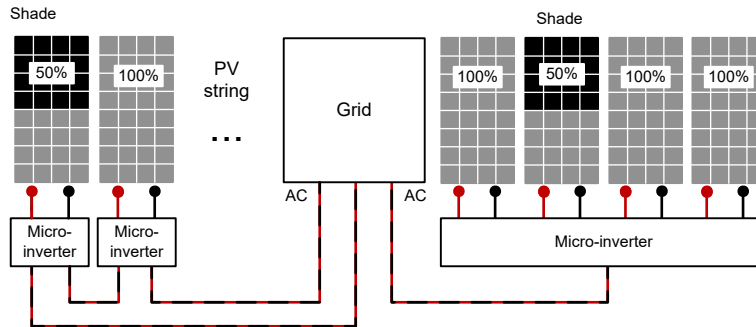 Shade
50%
100%
PV
string
...
Grid
AC
AC
Micro-
inverter
Micro-
inverter
Shade
100%
50%
100%
100%
Micro-inverter